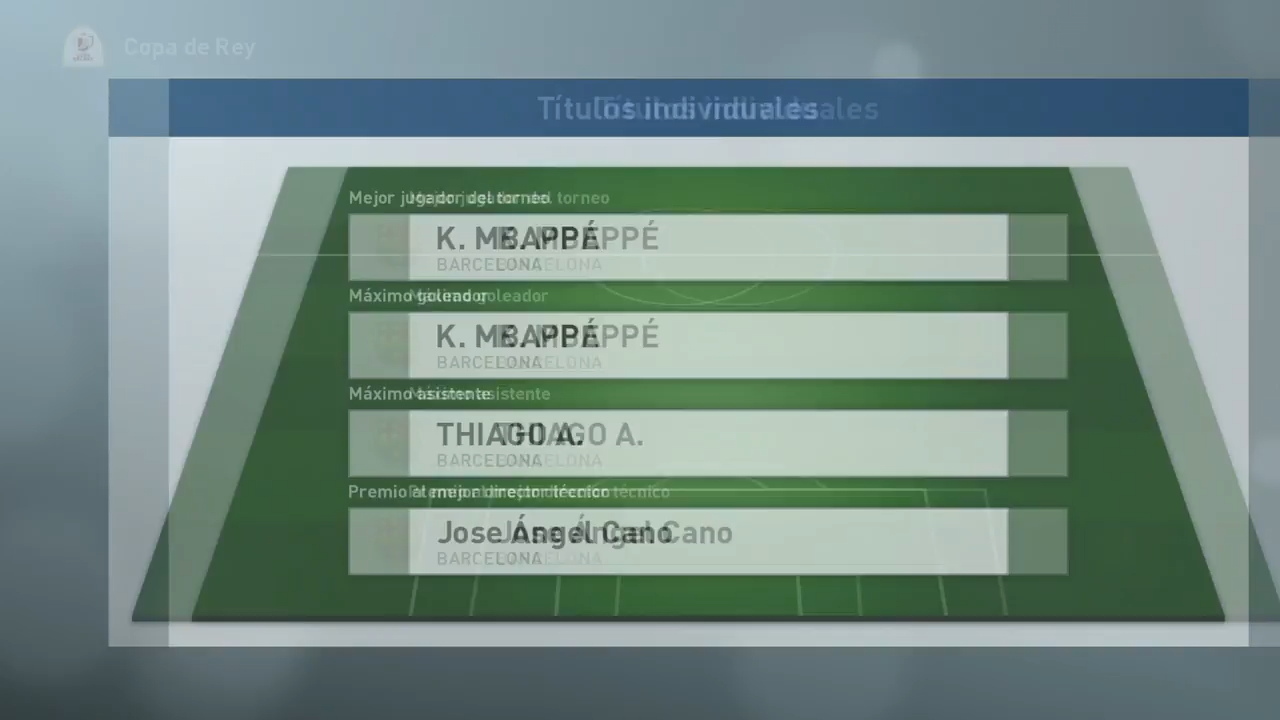 Copa de Rey
Títulos individuales
Mejor jugador del torneo
K. MBAPPÉ
BARCELONA
Máximo goleador
K. MBAPPÉ
BARCELONA
Máximo asistente
THIAGO A.
BARCELONA
Premio al mejor director técnico
Jose Ángel Cano
BARCELONA